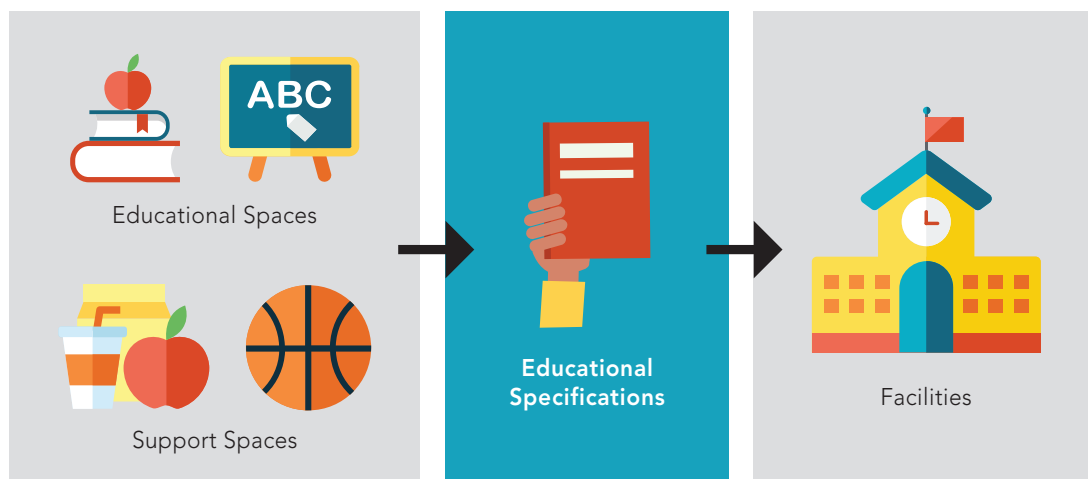 ABC
Educational Spaces
Support Spaces
Educational
Specifications
Facilities